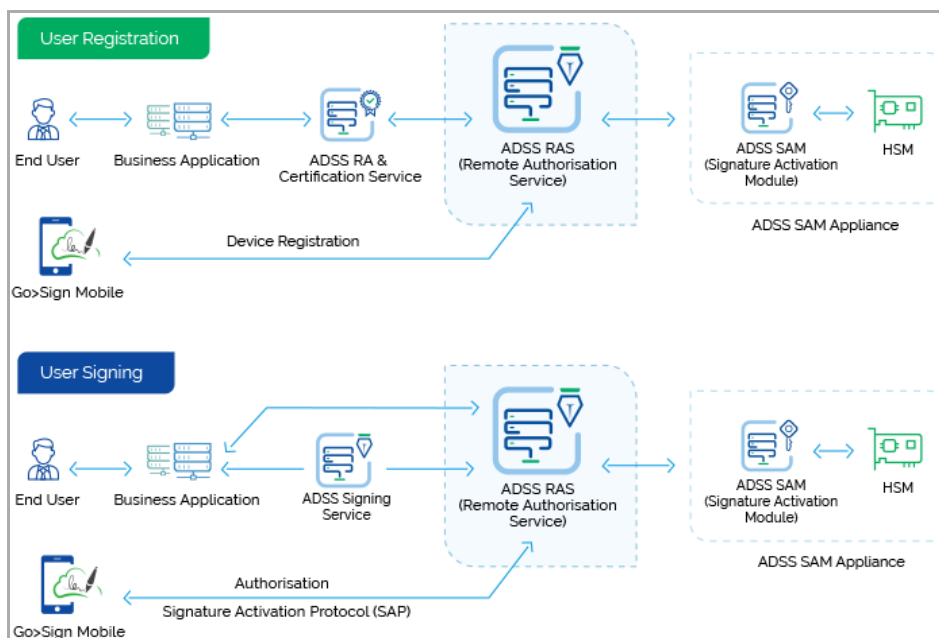 User Registration
End User
Business Application
ADSS RA &
Certification Service
ADSS RAS
(Remote Authorisation
Service)
ADSS SAM
(Signature Activation
Module)
HSM
ADSS SAM Appliance
Device Registration
Go>Sign Mobile
User Signing
End User
Business Application
ADSS Signing
Service
ADSS RAS
(Remote Authorisation
Service)
ADSS SAM
(Signature Activation
Module)
HSM
ADSS SAM Appliance
Authorisation
Signature Activation Protocol (SAP)
Go>Sign Mobile